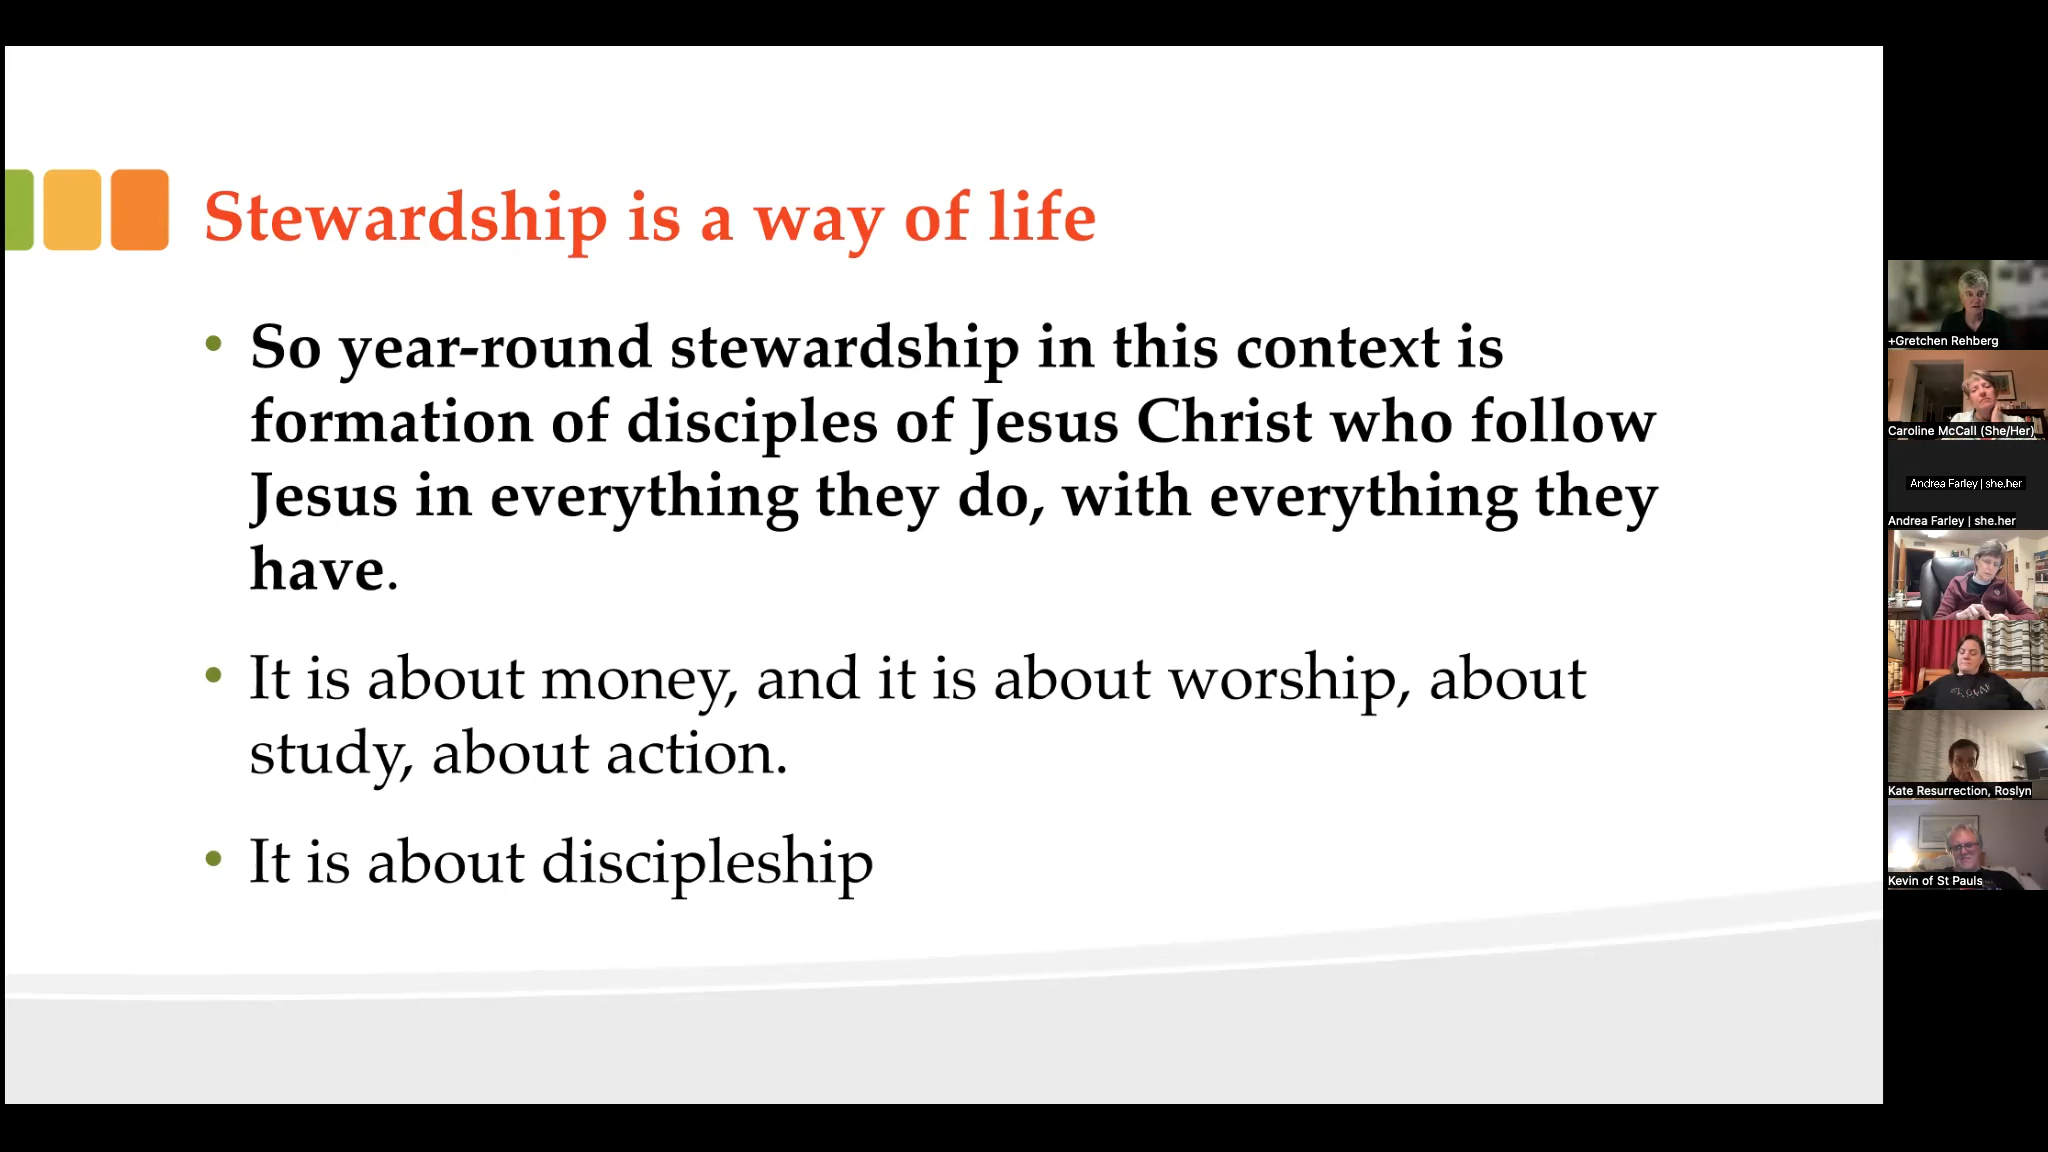 Stewardship is a way of life
• So year-round stewardship in this context is
formation of disciples of Jesus Christ who follow
Jesus in everything they do, with everything they
have.
• It is about money, and it is about worship, about
study, about action.
• It is about discipleship
+Gretchen Rehberg
Caroline McCall (She/Her)
Andrea Farley | she.her
Andrea Farley | she.her
Kate Resurrection, Roslyn
Kevin of St Pauls